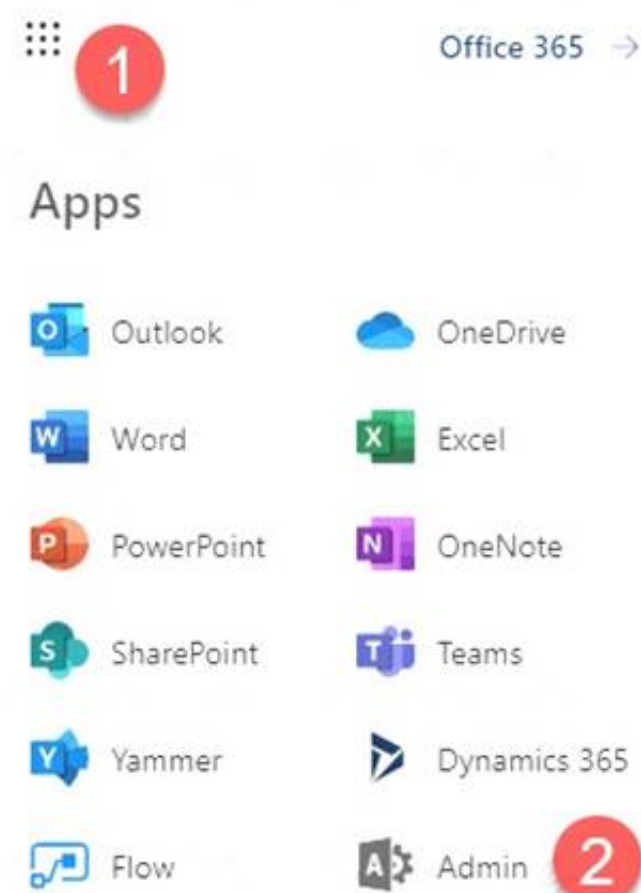 1
Office 365 →
Apps
Outlook
OneDrive
Word
Excel
PowerPoint
OneNote
SharePoint
Teams
Yammer
Dynamics 365
Flow
Admin
2